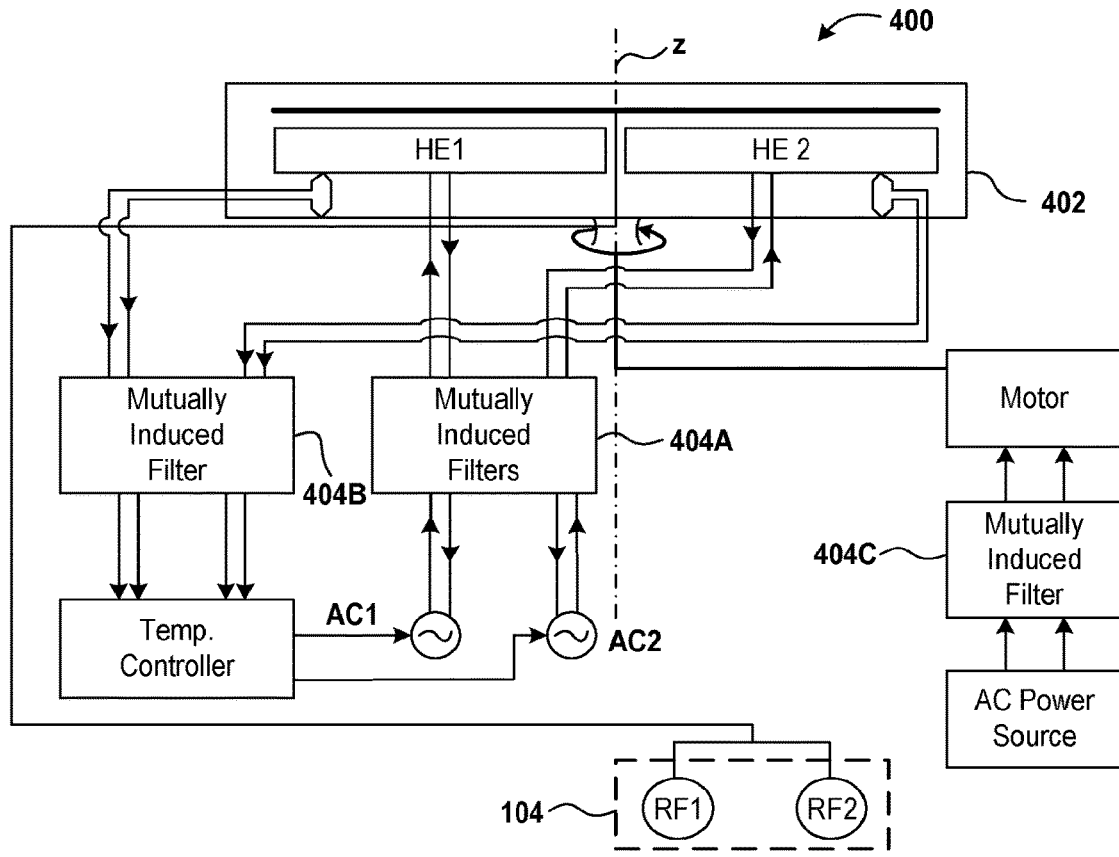 400
z
HE1
HE 2
402
Mutually
Induced
Filter
404B
Mutually
Induced
Filters
404A
Motor
404C
Mutually
Induced
Filter
Temp.
Controller
AC1
AC2
AC Power
Source
104
RF1
RF2